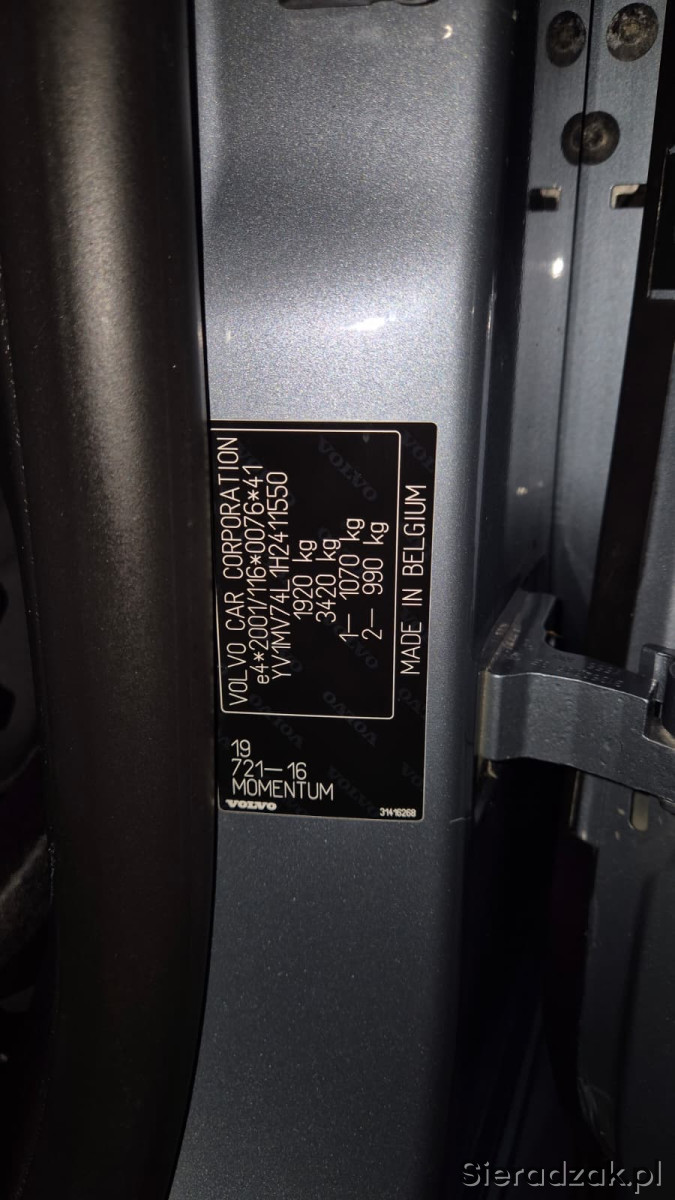 VOLVO CAR CORPORATION
e4*2001/116*0076*41
YV1MV74L1H2411550
1920 kg
3420 kg
1— 1070 kg
2— 990 kg
MADE IN BELGIUM
19
721—16
MOMENTUM
VOLVO
31416268
Sieradzak.pl